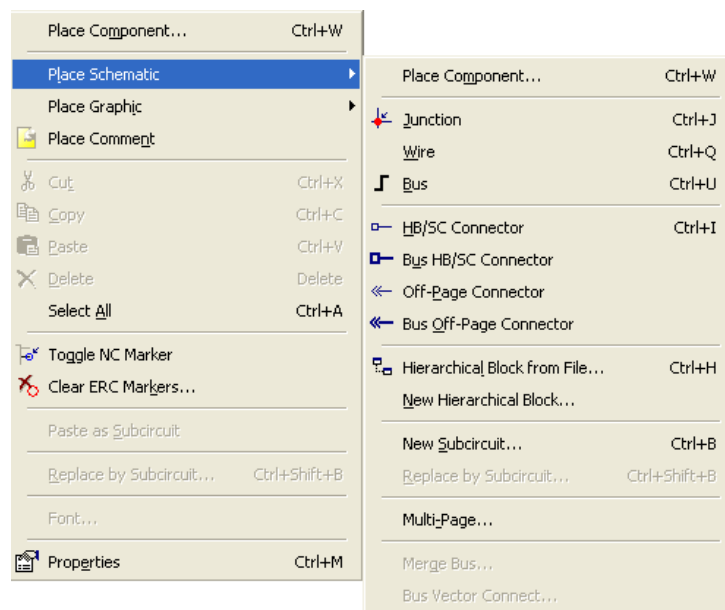 Place Component... Ctrl+W
Place Schematic
Place Graphic
Place Comment
Cut Ctrl+X
Copy Ctrl+C
Paste Ctrl+V
Delete Delete
Select All Ctrl+A
Toggle NC Marker
Clear ERC Markers...
Paste as Subcircuit
Replace by Subcircuit... Ctrl+Shift+B
Font...
Properties Ctrl+M
Place Component... Ctrl+W
Junction Ctrl+J
Wire Ctrl+Q
Bus Ctrl+U
HB/SC Connector Ctrl+I
Bus HB/SC Connector
Off-Page Connector
Bus Off-Page Connector
Hierarchical Block from File... Ctrl+H
New Hierarchical Block...
New Subcircuit... Ctrl+B
Replace by Subcircuit... Ctrl+Shift+B
Multi-Page...
Merge Bus...
Bus Vector Connect...